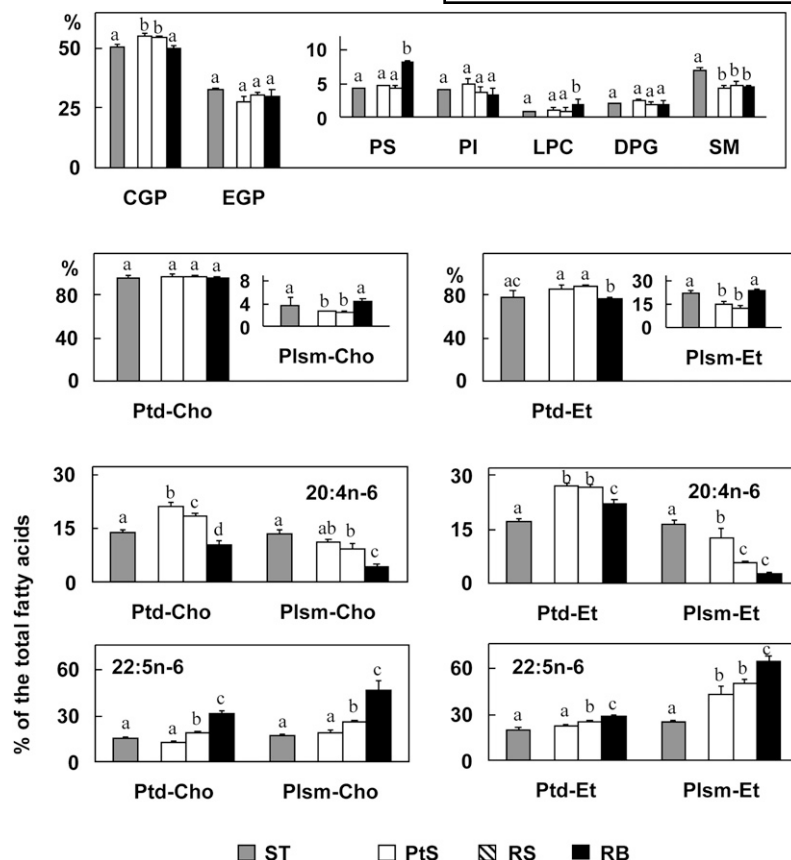 %
50
25
0
a b b a
a a a a
CGP EGP
10
5
0
a a a b
a a a a
a a a b
a a a a
a b b b
PS PI LPC DPG SM
%
80
40
0
a a a a
Ptd-Cho
8
4
0
a b b a
Plsm-Cho
%
80
40
0
ac a a b
Ptd-Et
30
15
0
a b b a
Plsm-Et
% of the total fatty acids
30
15
0
20:4n-6
a b c d
a ab b c
Ptd-Cho Plsm-Cho
30
15
0
20:4n-6
a b b c
a b c c
Ptd-Et Plsm-Et
60
30
0
22:5n-6
a a b c
a a b c
Ptd-Cho Plsm-Cho
60
30
0
22:5n-6
a a b c
a b b c
Ptd-Et Plsm-Et
ST PtS RS RB